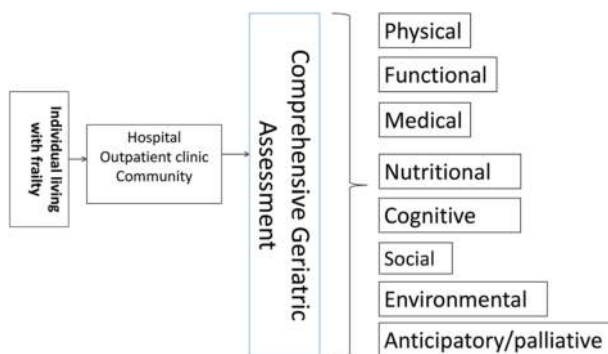 Individual living
with frailty
Hospital
Outpatient clinic
Community
Comprehensive Geriatric
Assessment
Physical
Functional
Medical
Nutritional
Cognitive
Social
Environmental
Anticipatory/palliative